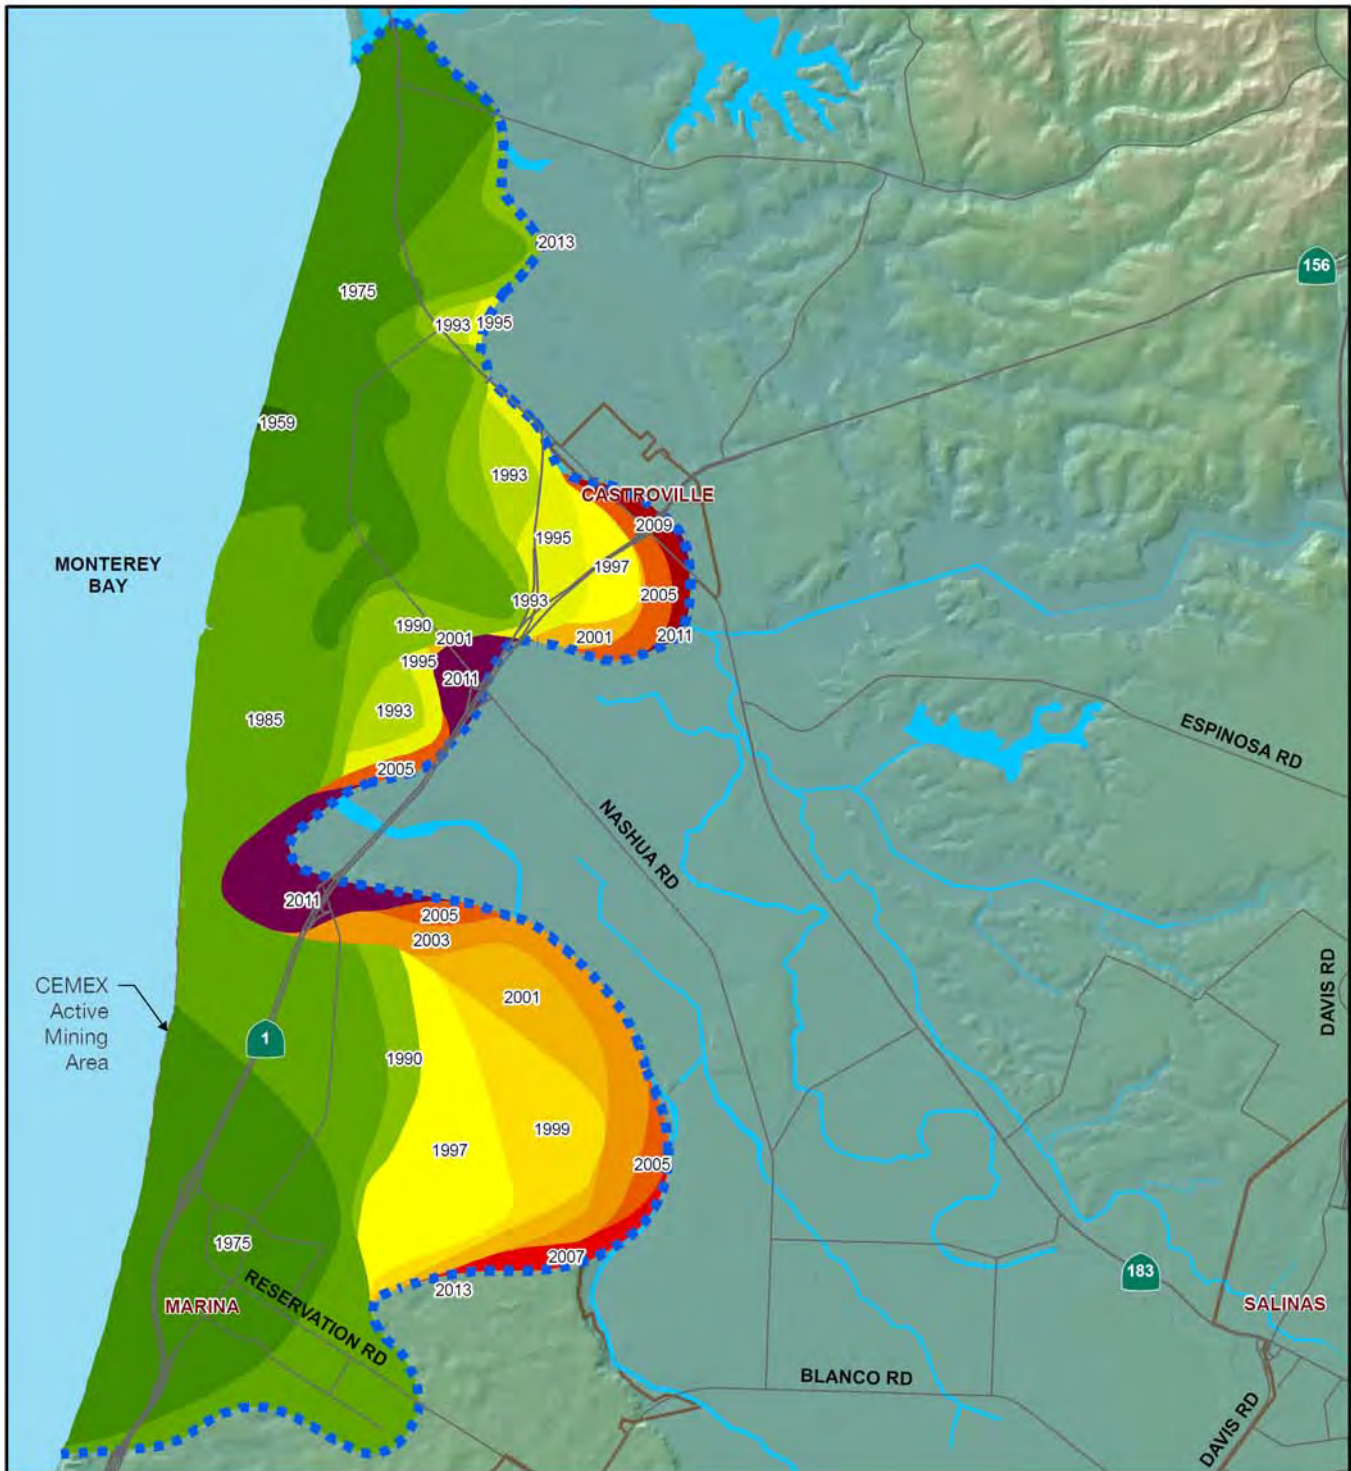 156
2013
1975
1993
1995
1959
1993
CASTROVILLE
2009
1995
1997
MONTEREY
BAY
2005
1993
1990
2001
2001
2011
1995
2011
1985
1993
ESPINOSA RD
2005
NASHUA RD
2011
2005
2003
DAVIS RD
CEMEX
Active
Mining
Area
2001
1
1990
1999
1997
2005
1975
2007
183
2013
RESERVATION RD
MARINA
SALINAS
BLANCO RD
DAVIS RD